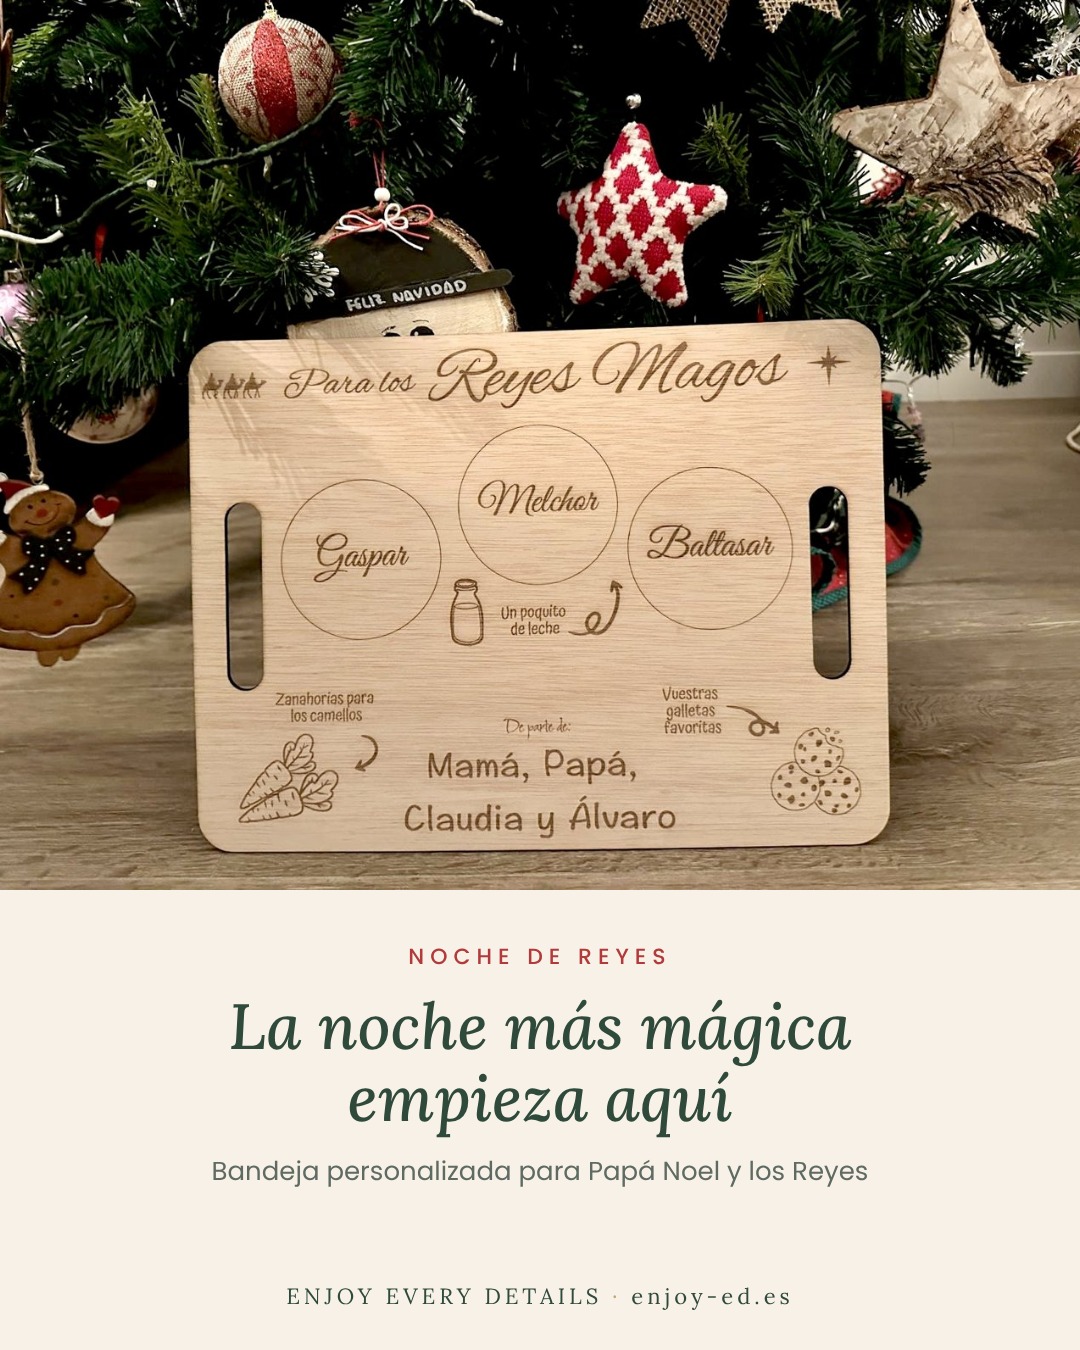 FELIZ NAVIDAD
Para los Reyes Magos
Melchor
Gaspar
Baltasar
Un poquito
de leche
Zanahorias para
los camellos
Vuestras
galletas
favoritas
De parte de:
Mamá, Papá,
Claudia y Álvaro
NOCHE DE REYES
La noche más mágica
empieza aquí
Bandeja personalizada para Papá Noel y los Reyes
ENJOY EVERY DETAILS · enjoy-ed.es